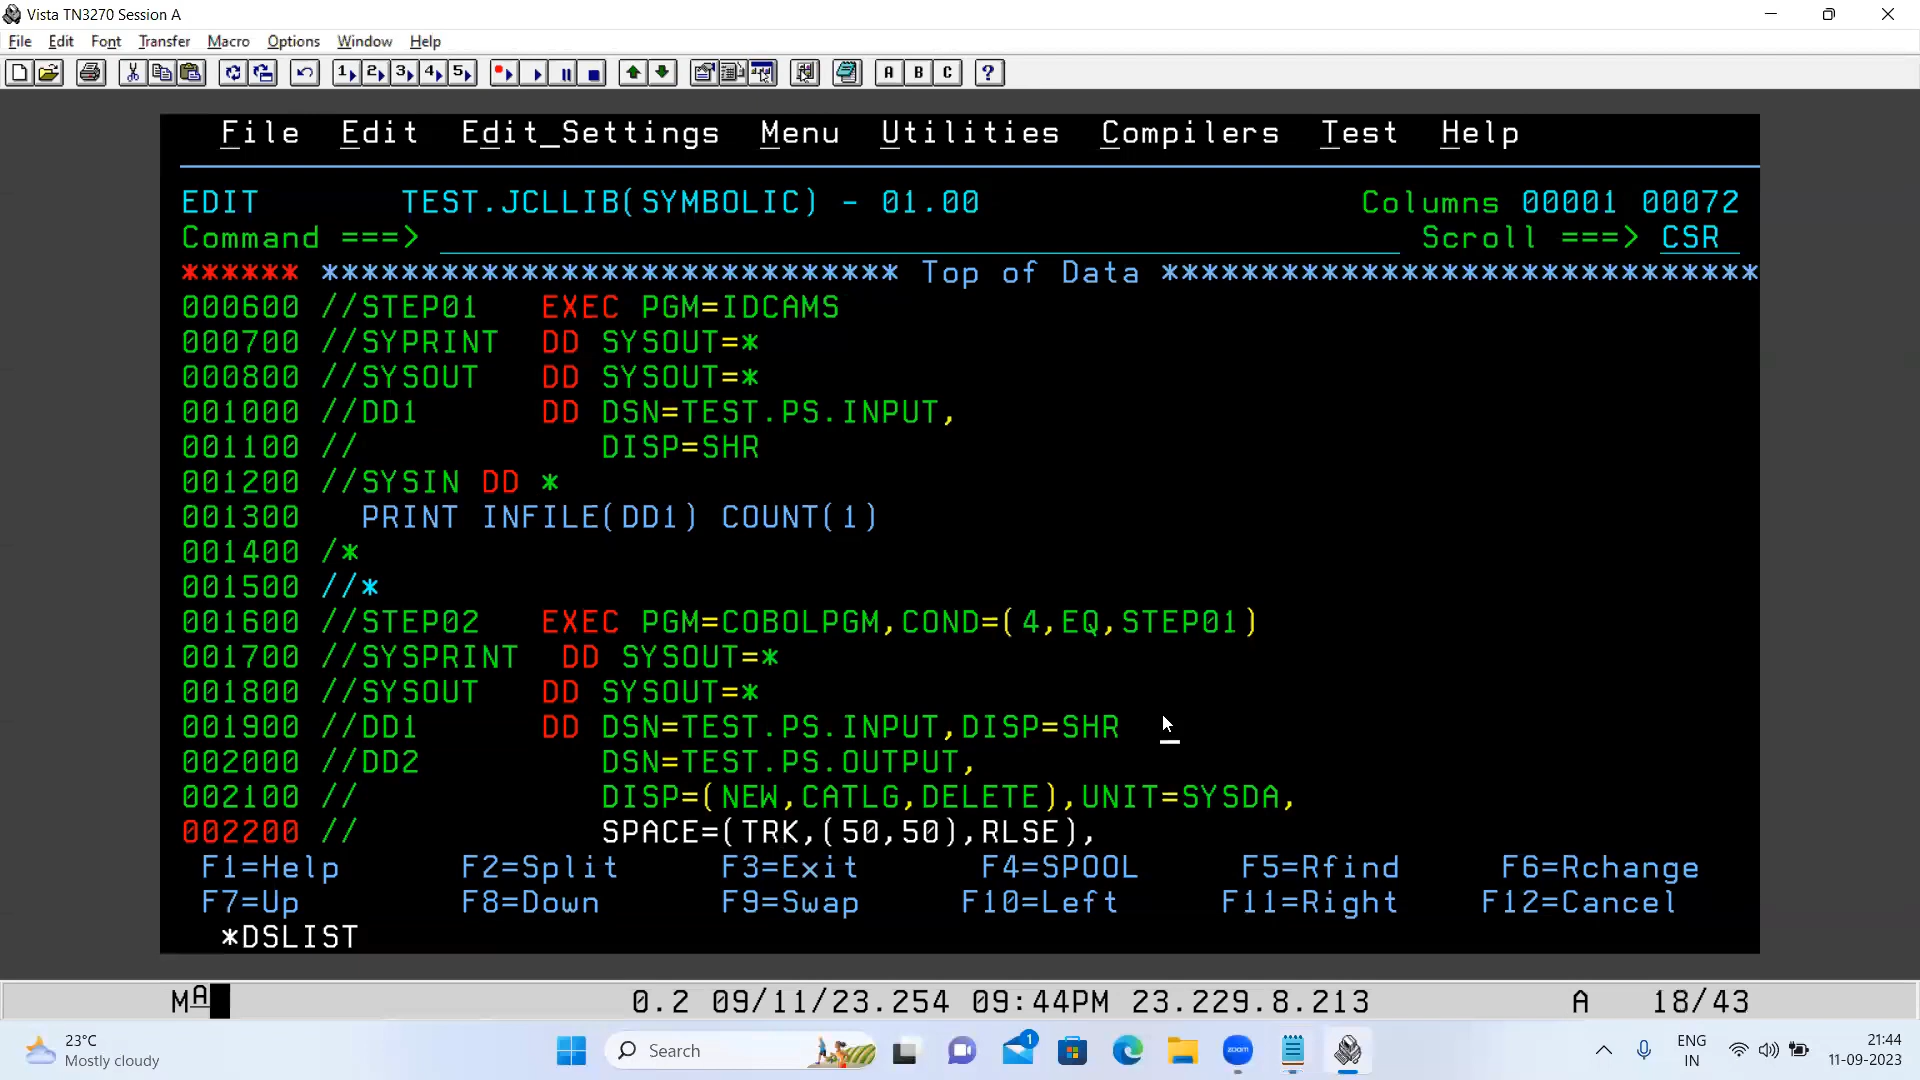 Vista TN3270 Session A
File Edit Font Transfer Macro Options Window Help
1 2 3 4 5 A B C ?
File Edit Edit_Settings Menu Utilities Compilers Test Help
EDIT TEST.JCLLIB(SYMBOLIC) - 01.00 Columns 00001 00072
Command ===> Scroll ===> CSR
****** ***************************** Top of Data ******************************
000600 //STEP01 EXEC PGM=IDCAMS
000700 //SYPRINT DD SYSOUT=*
000800 //SYSOUT DD SYSOUT=*
001000 //DD1 DD DSN=TEST.PS.INPUT,
001100 // DISP=SHR
001200 //SYSIN DD *
001300 PRINT INFILE(DD1) COUNT(1)
001400 /*
001500 //*
001600 //STEP02 EXEC PGM=COBOLPGM,COND=(4,EQ,STEP01)
001700 //SYSPRINT DD SYSOUT=*
001800 //SYSOUT DD SYSOUT=*
001900 //DD1 DD DSN=TEST.PS.INPUT,DISP=SHR
002000 //DD2 DSN=TEST.PS.OUTPUT,
002100 // DISP=(NEW,CATLG,DELETE),UNIT=SYSDA,
002200 // SPACE=(TRK,(50,50),RLSE),
F1=Help F2=Split F3=Exit F4=SPOOL F5=Rfind F6=Rchange
F7=Up F8=Down F9=Swap F10=Left F11=Right F12=Cancel
*DSLIST
MA 0.2 09/11/23.254 09:44PM 23.229.8.213 A 18/43
23°C
Mostly cloudy
Search
1
zoom
ENG
IN
21:44
11-09-2023